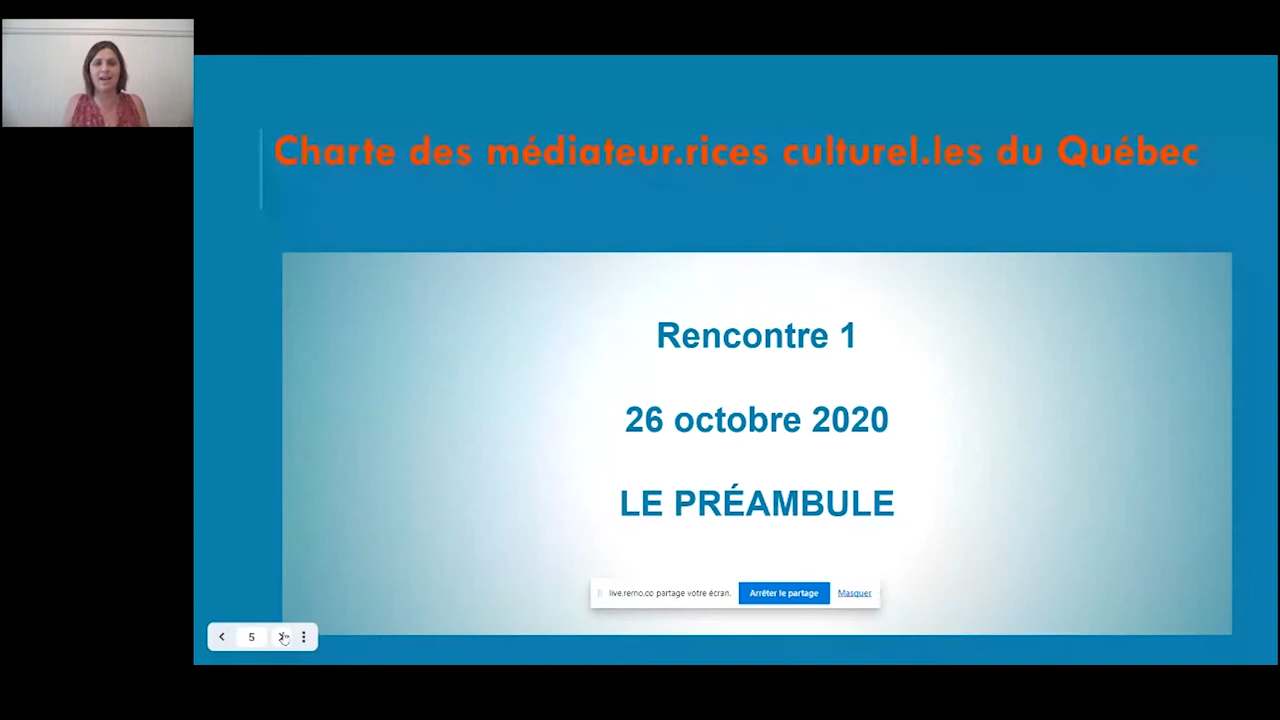 Charte des médiateur.rices culturel.les du Québec
Rencontre 1
26 octobre 2020
LE PRÉAMBULE
live.remo.co partage votre écran. Arrêter le partage Masquer
5